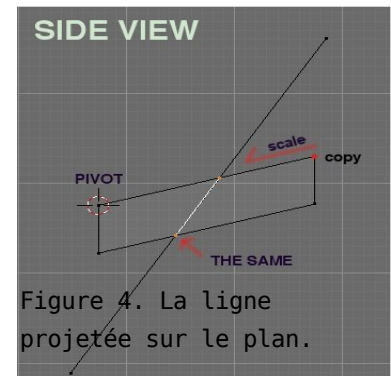 SIDE VIEW
scale
copy
PIVOT
THE SAME
Figure 4. La ligne
projetée sur le plan.